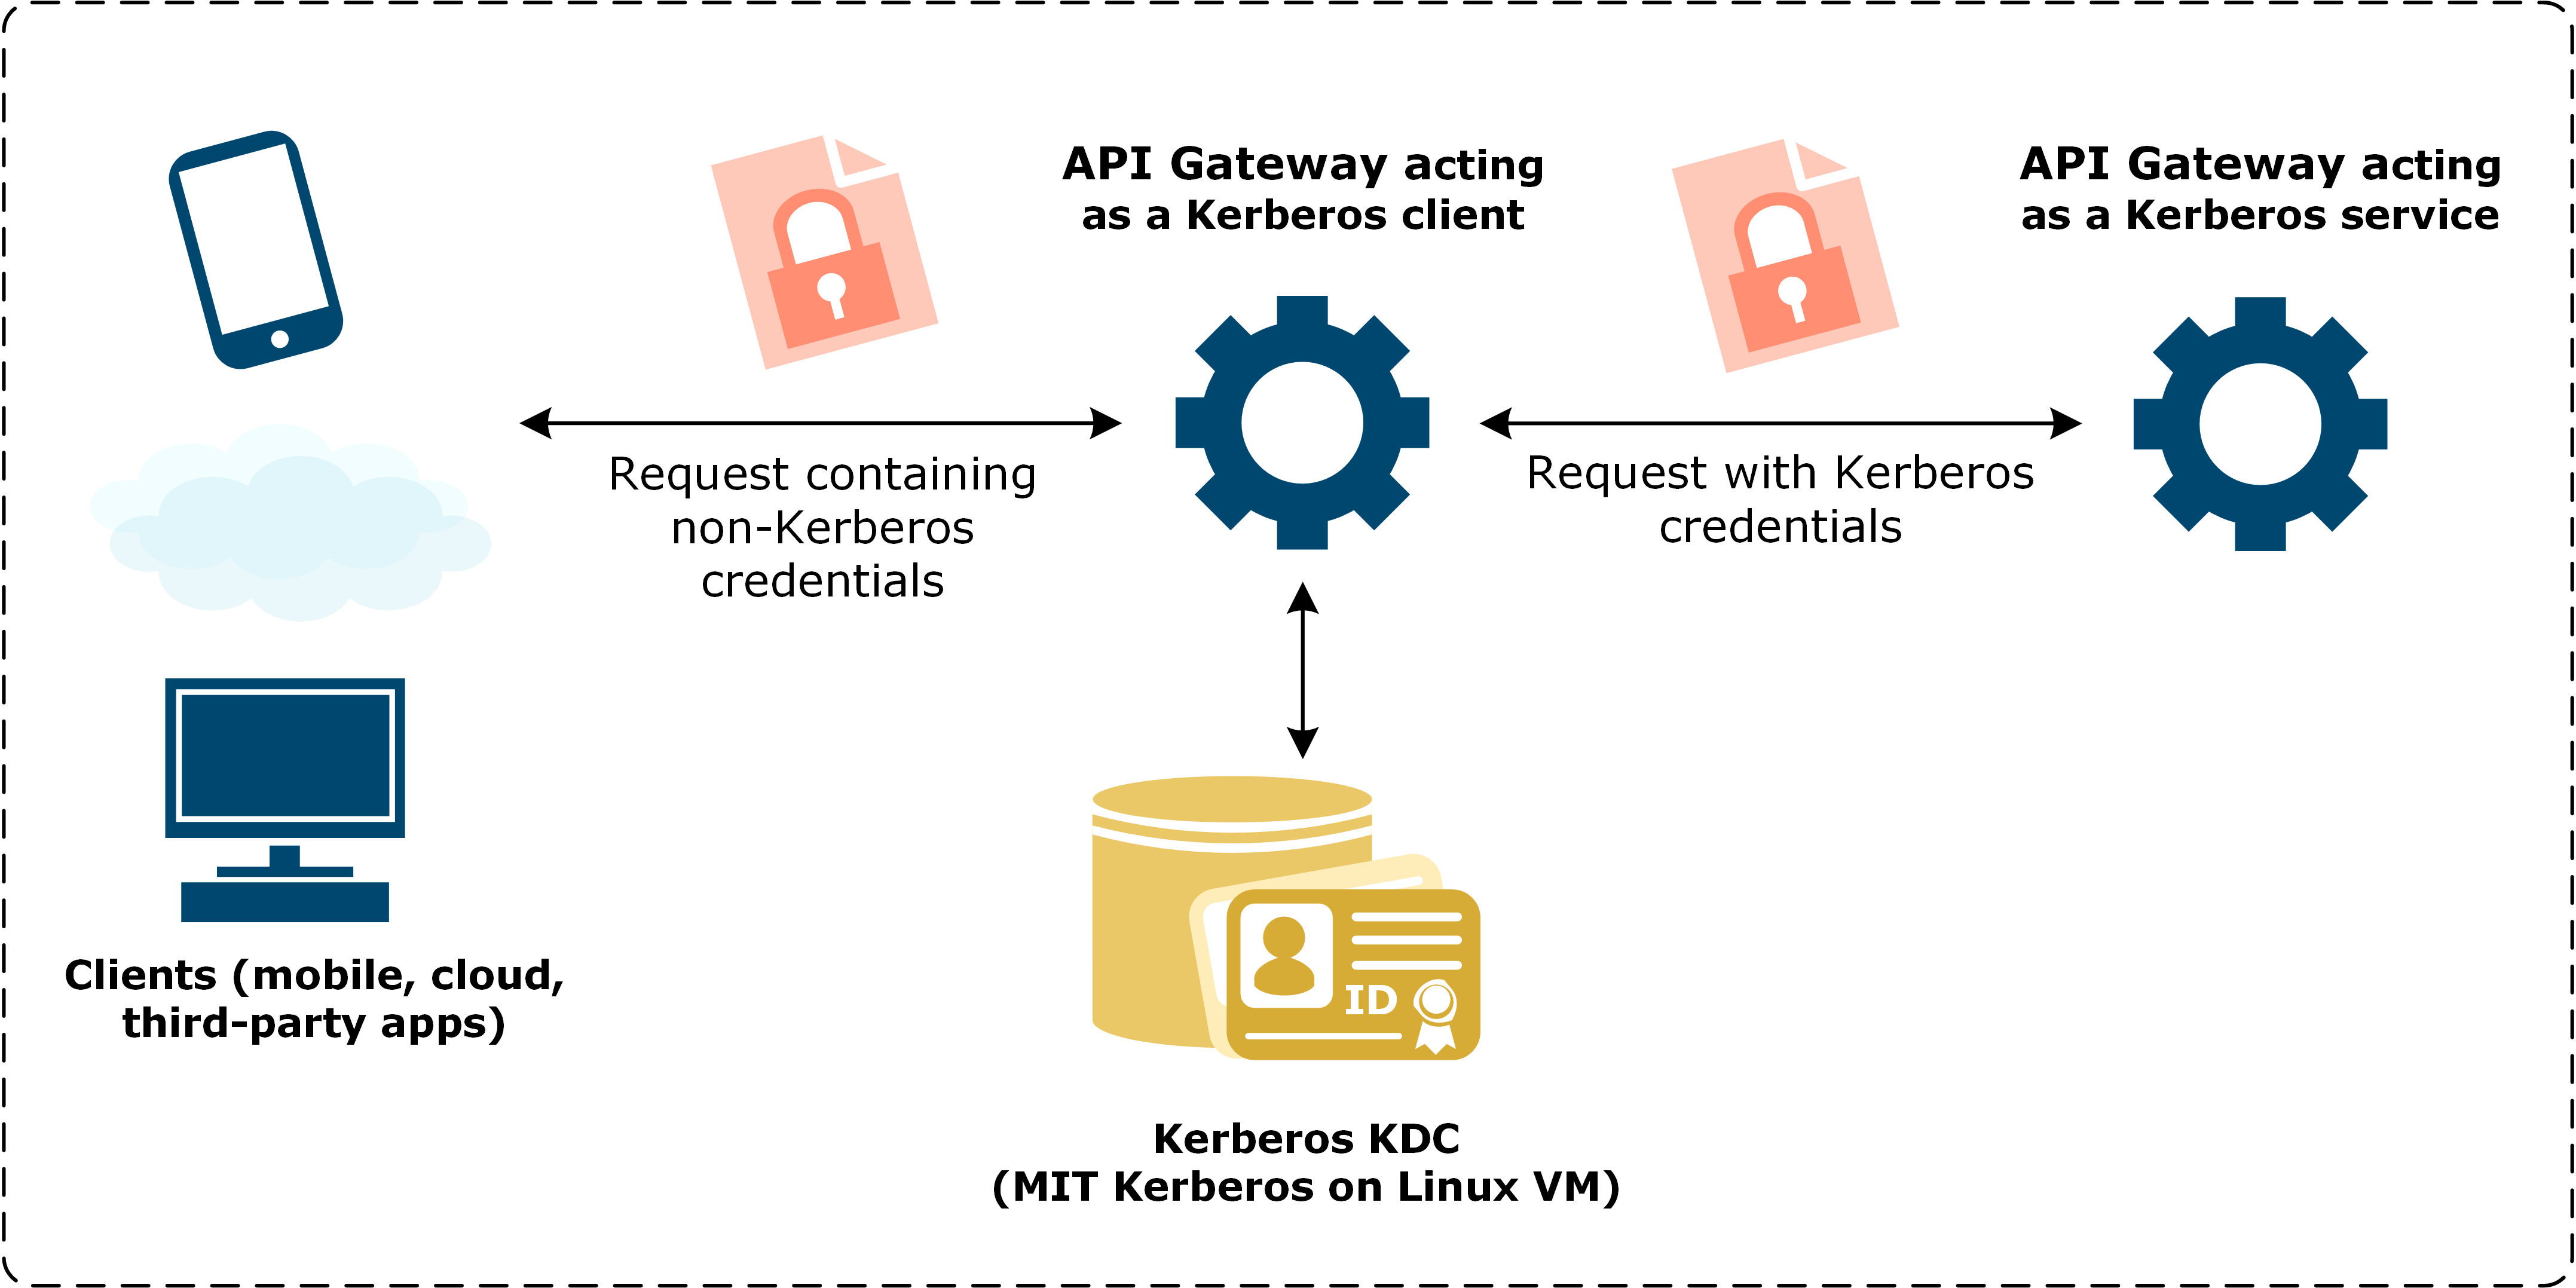 API Gateway acting
as a Kerberos client
API Gateway acting
as a Kerberos service
Request containing
non-Kerberos
credentials
Request with Kerberos
credentials
Clients (mobile, cloud,
third-party apps)
ID
Kerberos KDC
(MIT Kerberos on Linux VM)